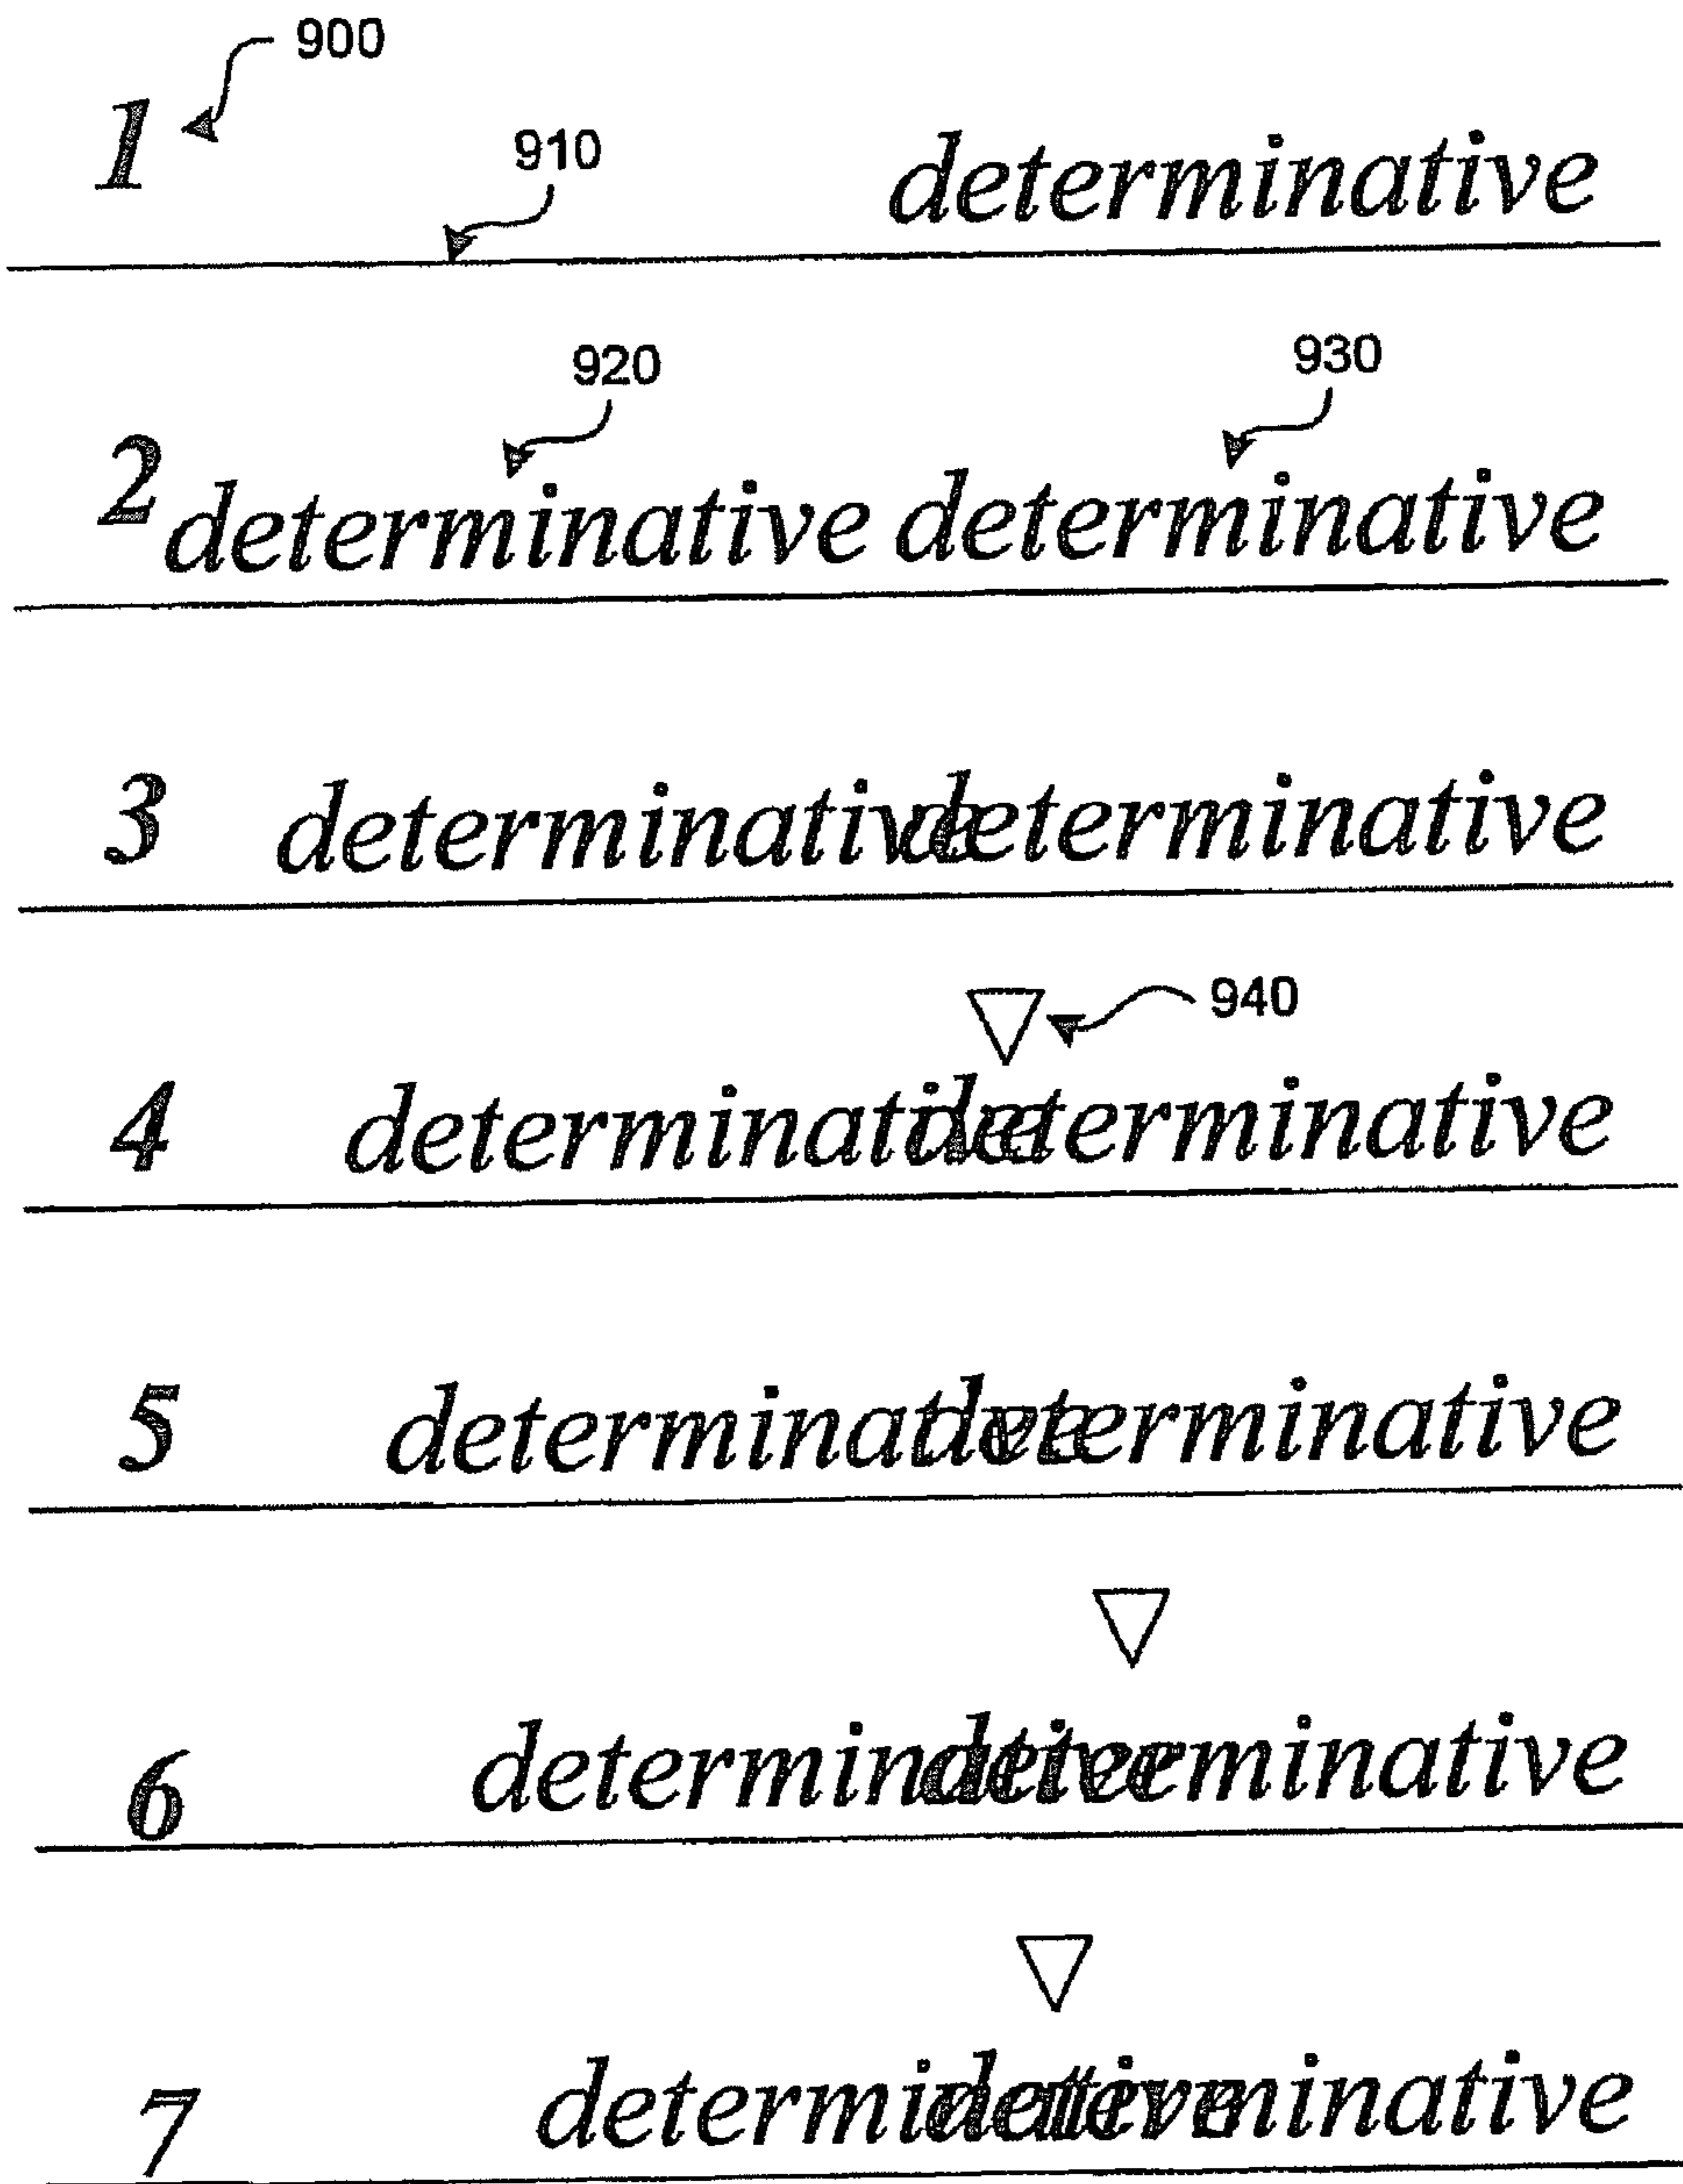 900
1 910 determinative
920 930
2 determinative determinative
3 determinative determinative
940
4 determinative determinative
5 determinative determinative
6 determinative determinative
7 determinative determinative